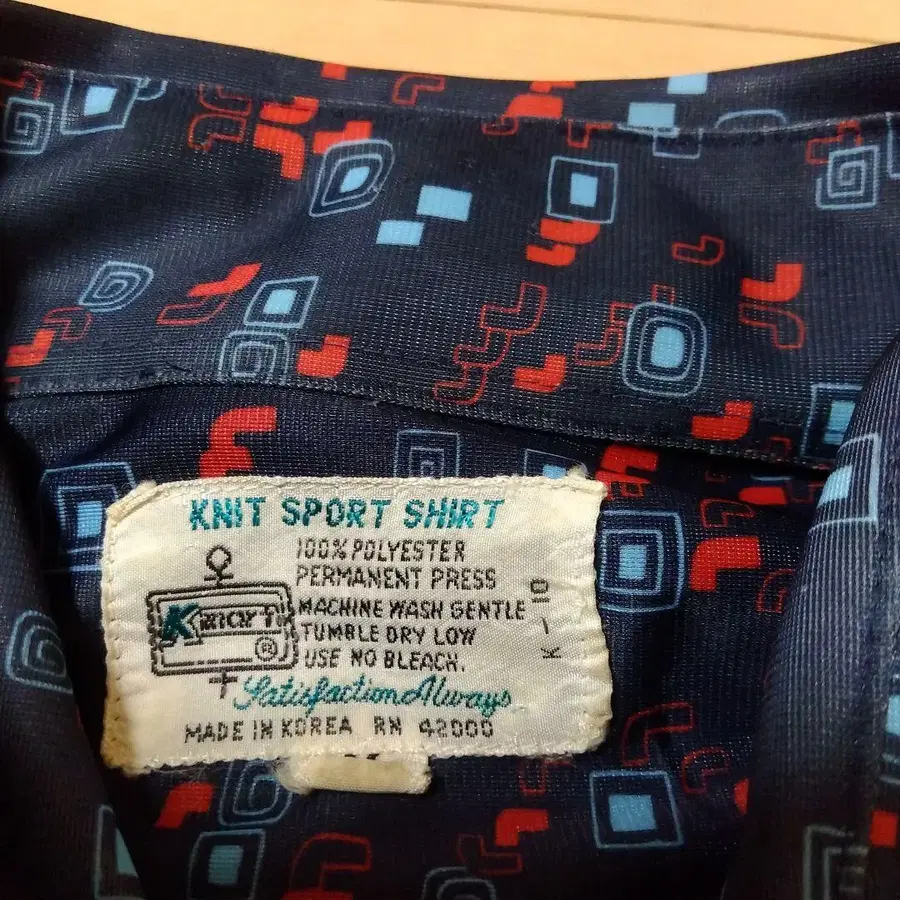 KNIT SPORT SHIRT
100% POLYESTER
PERMANENT PRESS
MACHINE WASH GENTLE
TUMBLE DRY LOW
USE NO BLEACH.
Kmart ®
K-10
Satisfaction Always
MADE IN KOREA RN 42000